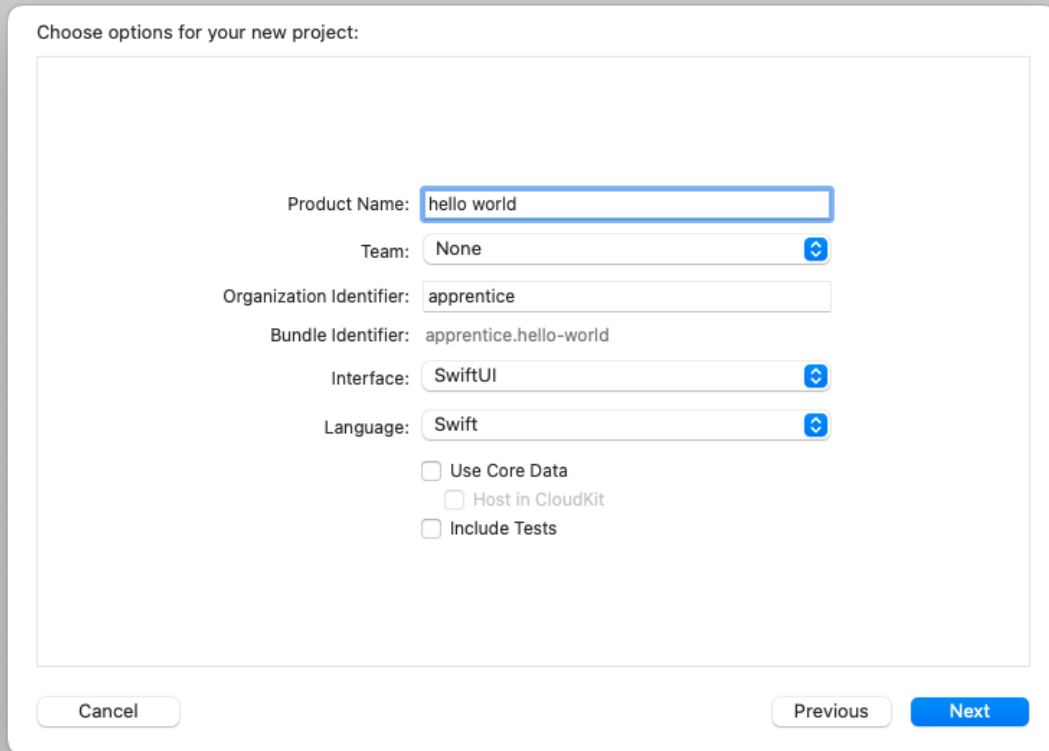 Choose options for your new project:
Product Name: hello world
Team: None
Organization Identifier: apprentice
Bundle Identifier: apprentice.hello-world
Interface: SwiftUI
Language: Swift
Use Core Data
Host in CloudKit
Include Tests
Cancel Previous Next